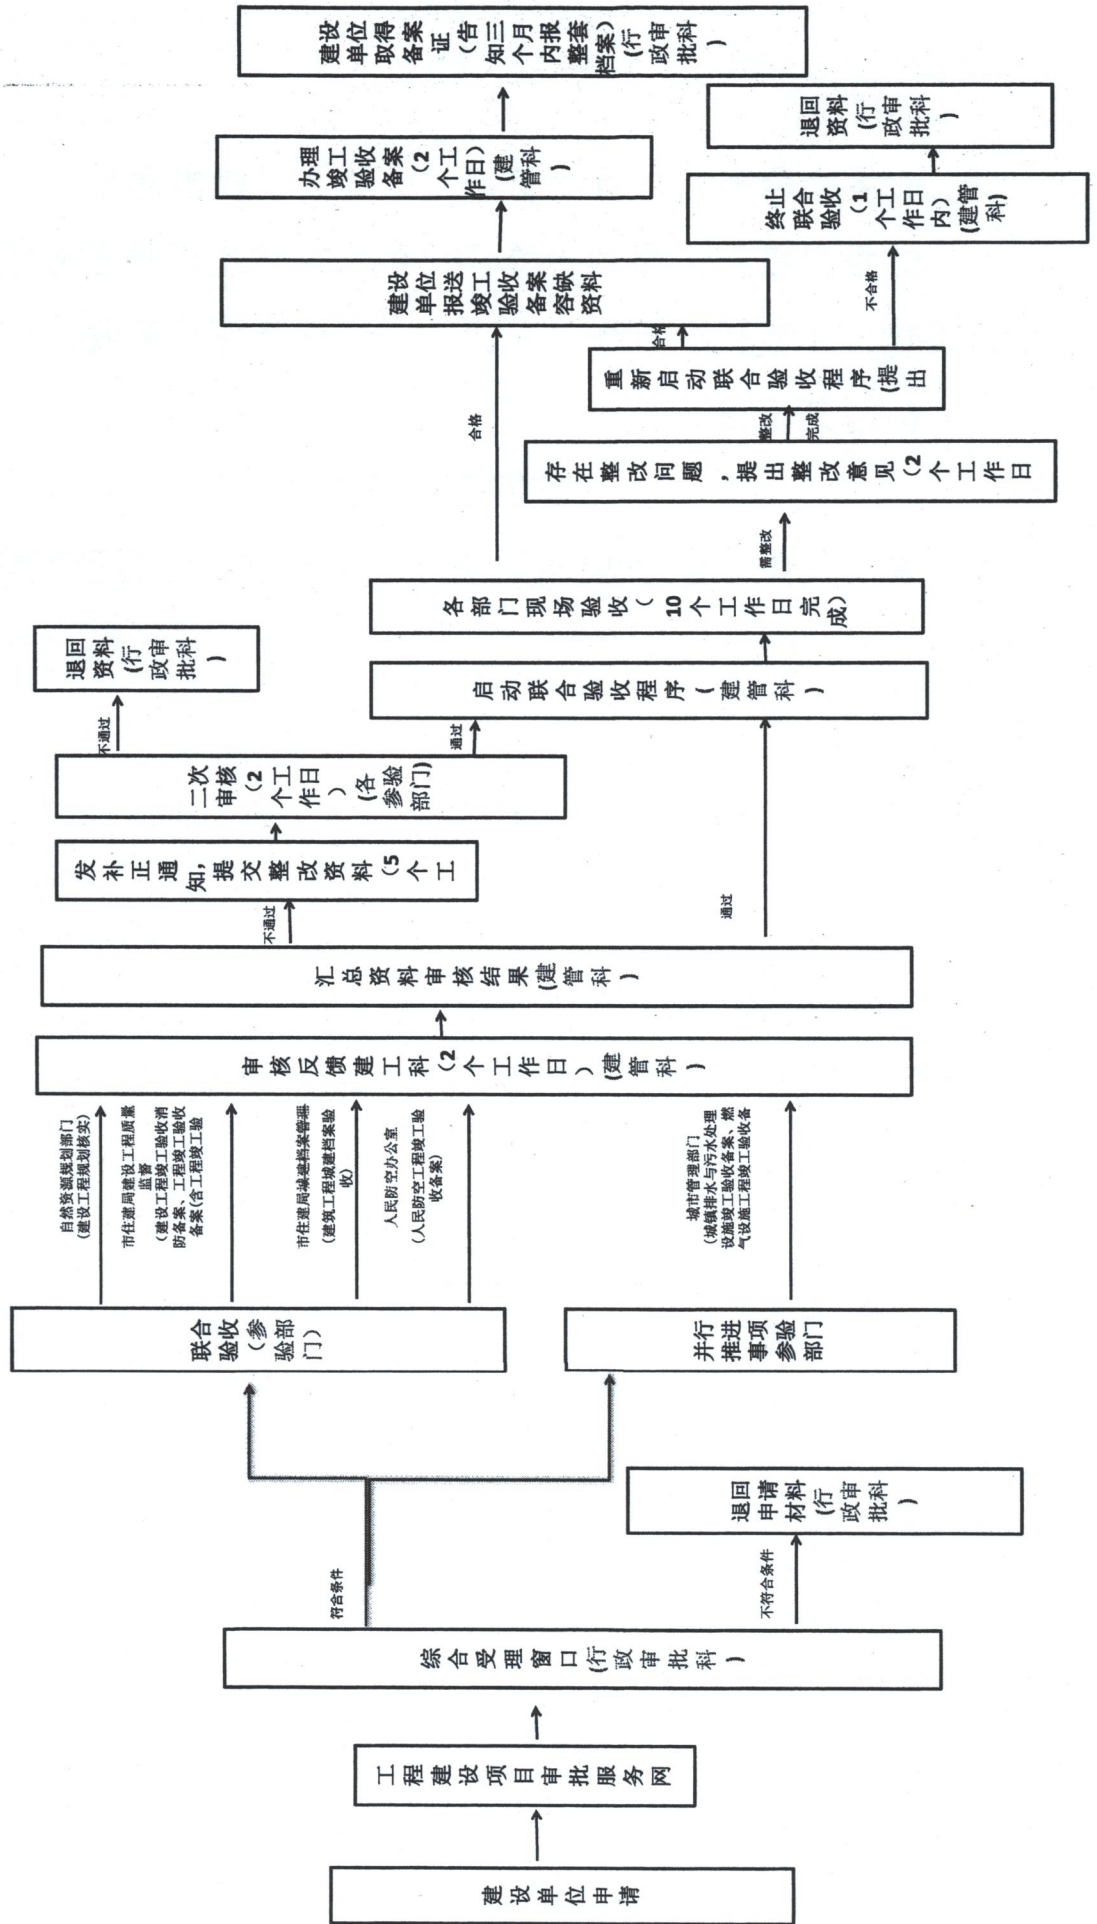 建设单位申请
工程建设项目审批服务网
综合受理窗口(行政审批科)
符合条件
不符合条件
退回
申请
材料
(行
政审
批科
)
联合
验收
(参
验部
门)
并行
推进
事项
参验
部门
自然资源规划部门
(建设工程规划核实)
市住建局建设工程质量
监督
(建设工程竣工验收消
防备案、工程竣工验收
备案(含工程竣工验
市住建局城建档案管理
(建筑工程城建档案验
收)
人民防空办公室
(人民防空工程竣工验
收备案)
城市管理部门
(城镇排水与污水处理
设施竣工验收备案、燃
气设施工程竣工验收备
审核反馈建工科(2个工作日)(建管科)
汇总资料审核结果(建管科)
不通过
通过
发补正通知,提交整改资料(5个工
二次
审核
(2
个工
作日
)
(各
参验
部门)
不通过
通过
退回
资料
(行
政审
批科
)
启动联合验收程序(建管科)
各部门现场验收(10个工作日完成)
合格
需整改
存在整改问题,提出整改意见(2个工作日
整改
完成
重新启动联合验收程序(提出
合格
不合格
建设
单位
报送
竣工
验收
备案
容缺
资料
终止
联合
验收
(1
个工
作日
内)
(建管
科)
退回
资料
(行
政审
批科
)
办理
竣工
验收
备案
(2
个工
作日)
(建
管科
)
建设
单位
取得
备案
证
(告
知三
个月
内报
整套
档案)
(行
政审
批科
)